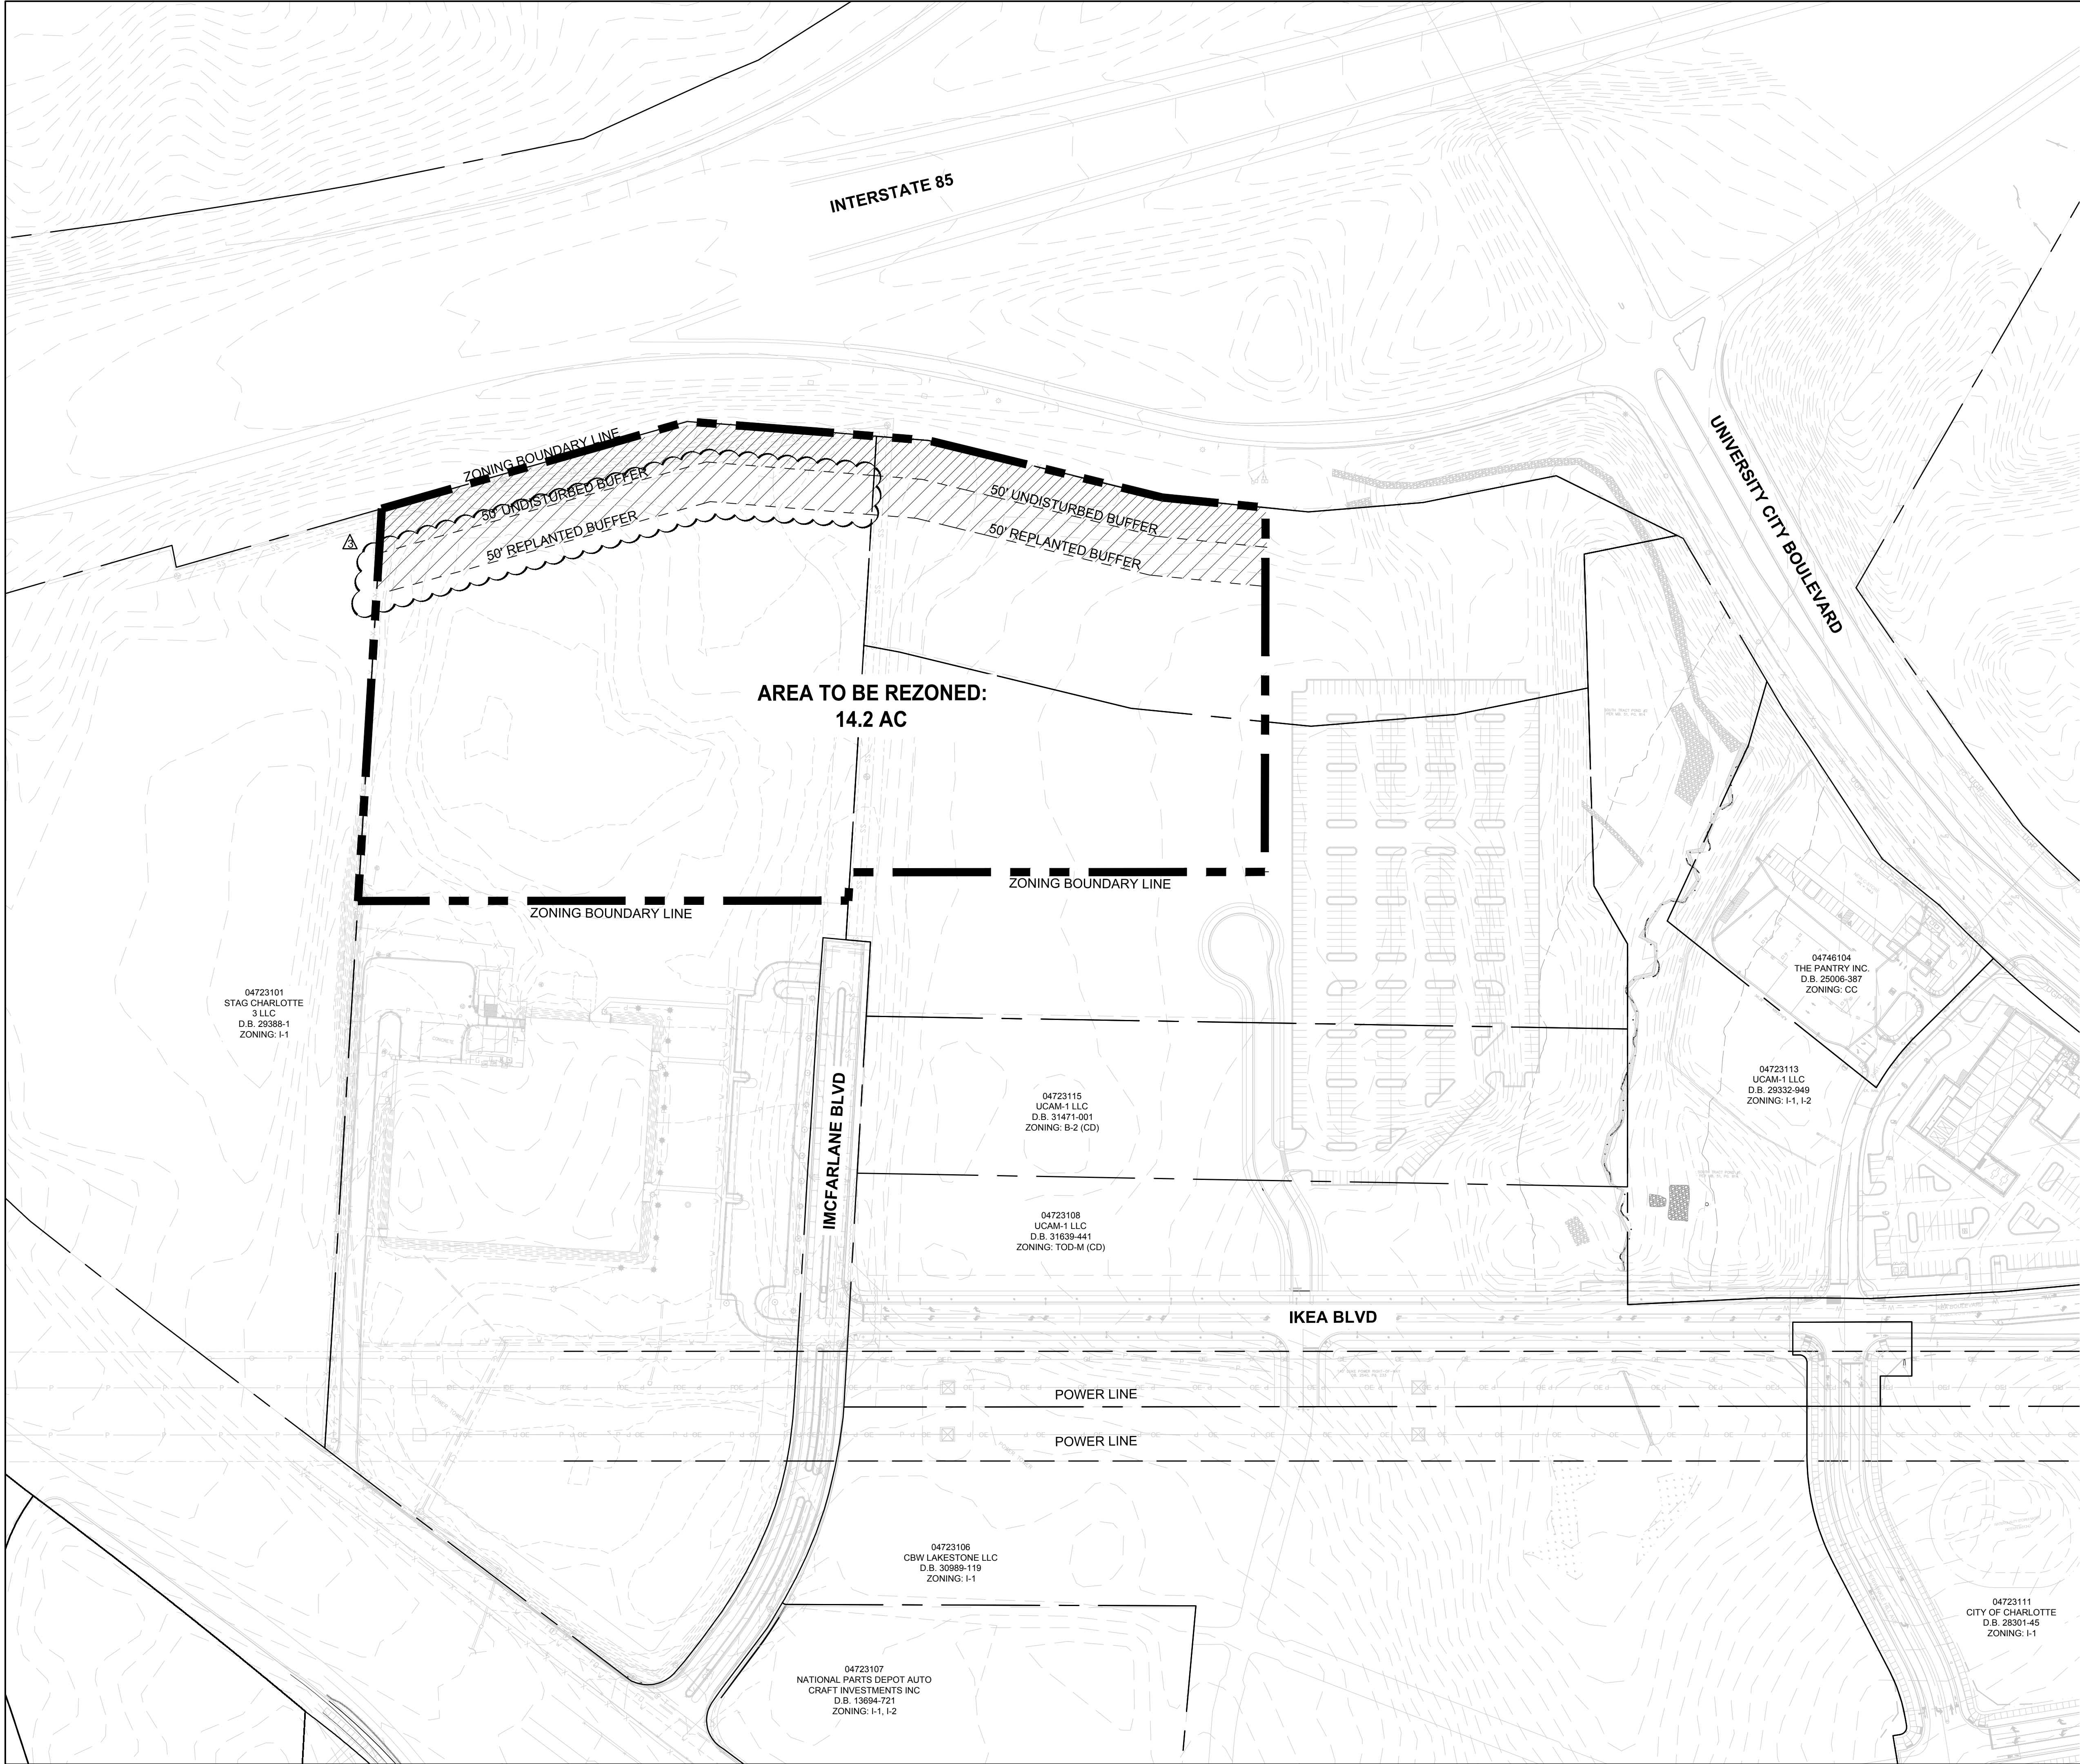 INTERSTATE 85
UNIVERSITY CITY BOULEVARD
ZONING BOUNDARY LINE
50' UNDISTURBED BUFFER
50' REPLANTED BUFFER
50' UNDISTURBED BUFFER
50' REPLANTED BUFFER
3
AREA TO BE REZONED:
14.2 AC
ZONING BOUNDARY LINE
ZONING BOUNDARY LINE
04723101
STAG CHARLOTTE
3 LLC
D.B. 29388-1
ZONING: I-1
04746104
THE PANTRY INC.
D.B. 25006-387
ZONING: CC
IMCFARLANE BLVD
04723115
UCAM-1 LLC
D.B. 31471-001
ZONING: B-2 (CD)
04723113
UCAM-1 LLC
D.B. 29332-949
ZONING: I-1, I-2
04723108
UCAM-1 LLC
D.B. 31639-441
ZONING: TOD-M (CD)
IKEA BLVD
POWER LINE
POWER LINE
04723106
CBW LAKESTONE LLC
D.B. 30989-119
ZONING: I-1
04723111
CITY OF CHARLOTTE
D.B. 28301-45
ZONING: I-1
04723107
NATIONAL PARTS DEPOT AUTO
CRAFT INVESTMENTS INC
D.B. 13694-721
ZONING: I-1, I-2